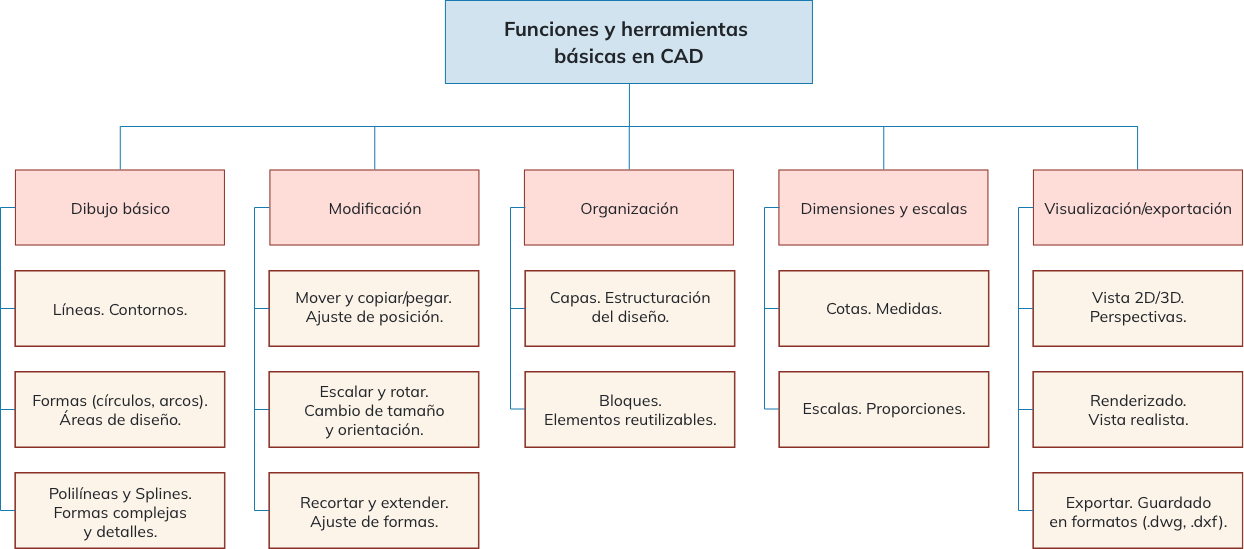 Funciones y herramientas
básicas en CAD
Dibujo básico
Líneas. Contornos.
Formas (círculos, arcos).
Áreas de diseño.
Polilíneas y Splines.
Formas complejas
y detalles.
Modificación
Mover y copiar/pegar.
Ajuste de posición.
Escalar y rotar.
Cambio de tamaño
y orientación.
Recortar y extender.
Ajuste de formas.
Organización
Capas. Estructuración
del diseño.
Bloques.
Elementos reutilizables.
Dimensiones y escalas
Cotas. Medidas.
Escalas. Proporciones.
Visualización/exportación
Vista 2D/3D.
Perspectivas.
Renderizado.
Vista realista.
Exportar. Guardado
en formatos (.dwg, .dxf).